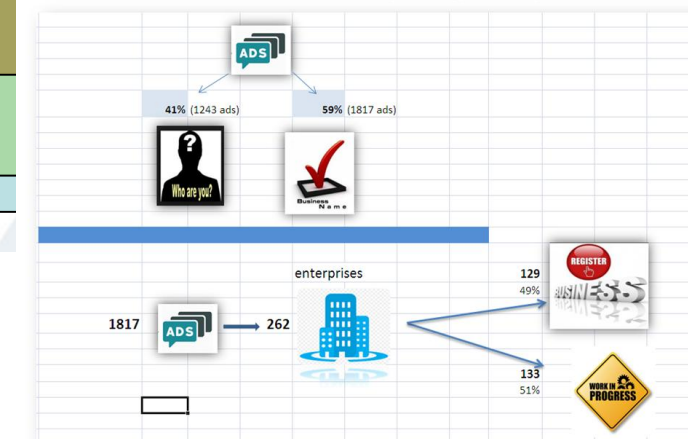 ADS
41% (1243 ads)
59% (1817 ads)
?
Who are you?
Business
Name
enterprises
1817
ADS
262
129
49%
REGISTER
BUSINESS
133
51%
WORK IN
PROGRESS